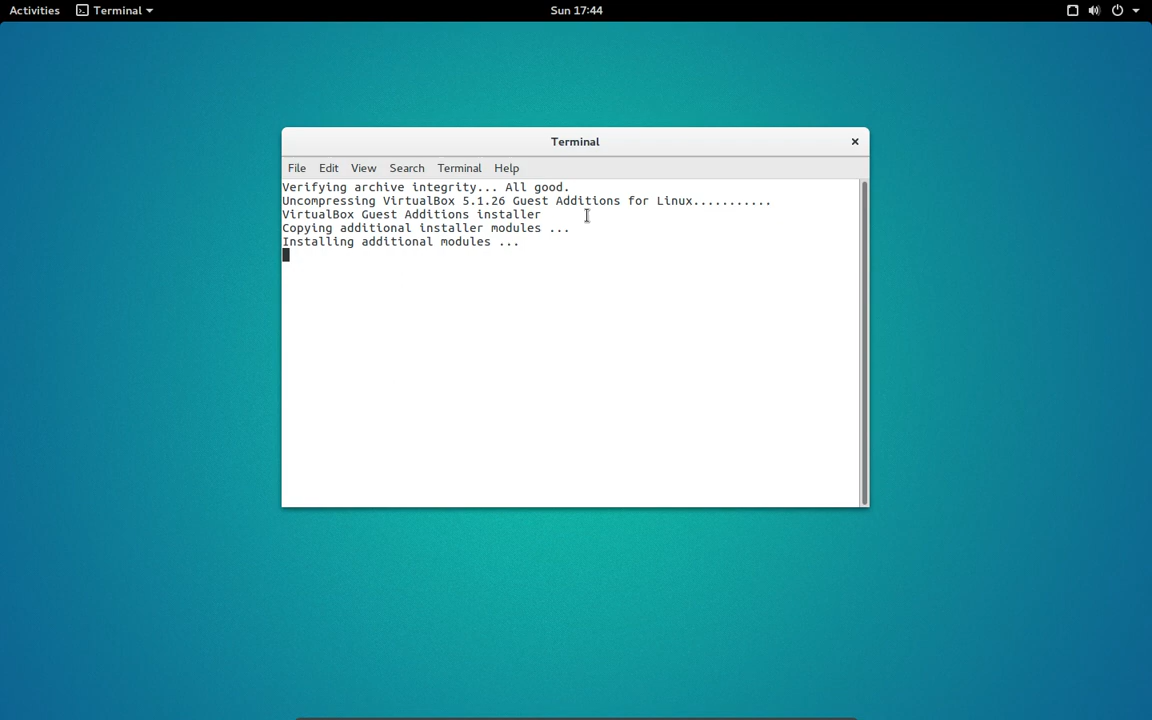 Activities Terminal Sun 17:44
Terminal
File Edit View Search Terminal Help
Verifying archive integrity... All good.
Uncompressing VirtualBox 5.1.26 Guest Additions for Linux...........
VirtualBox Guest Additions installer
Copying additional installer modules ...
Installing additional modules ...